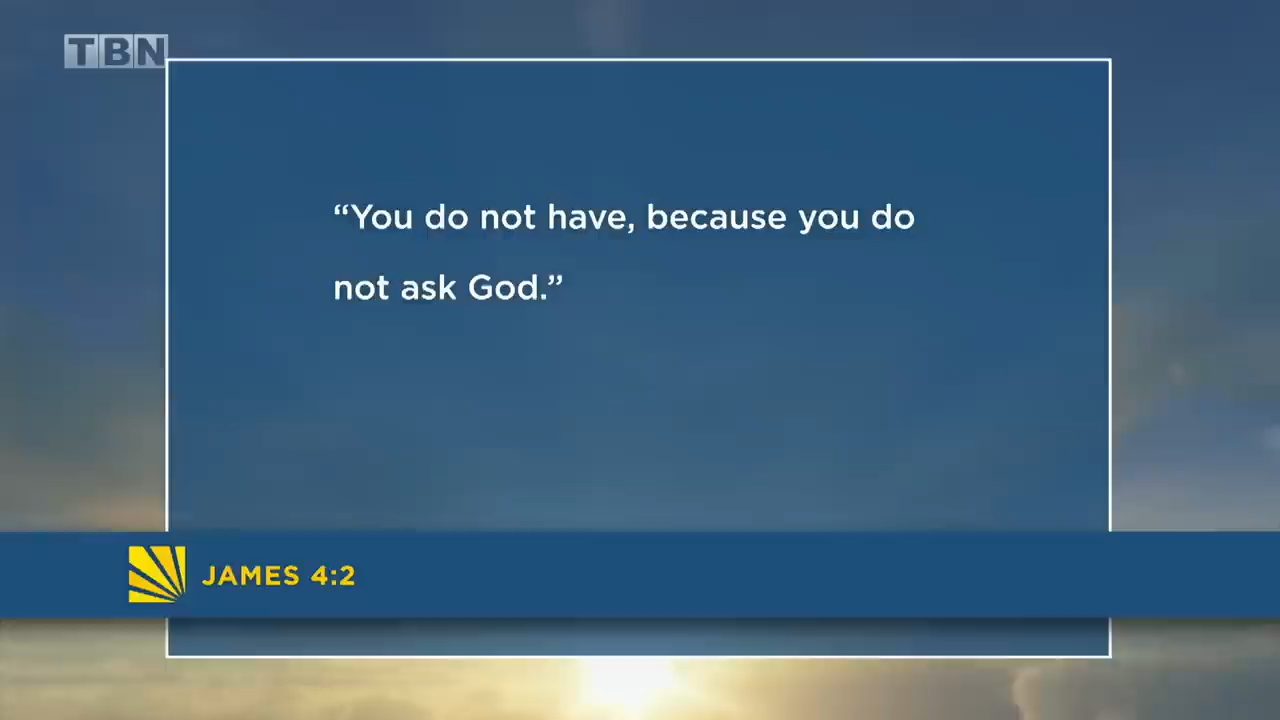 TBN
“You do not have, because you do
not ask God.”
JAMES 4:2